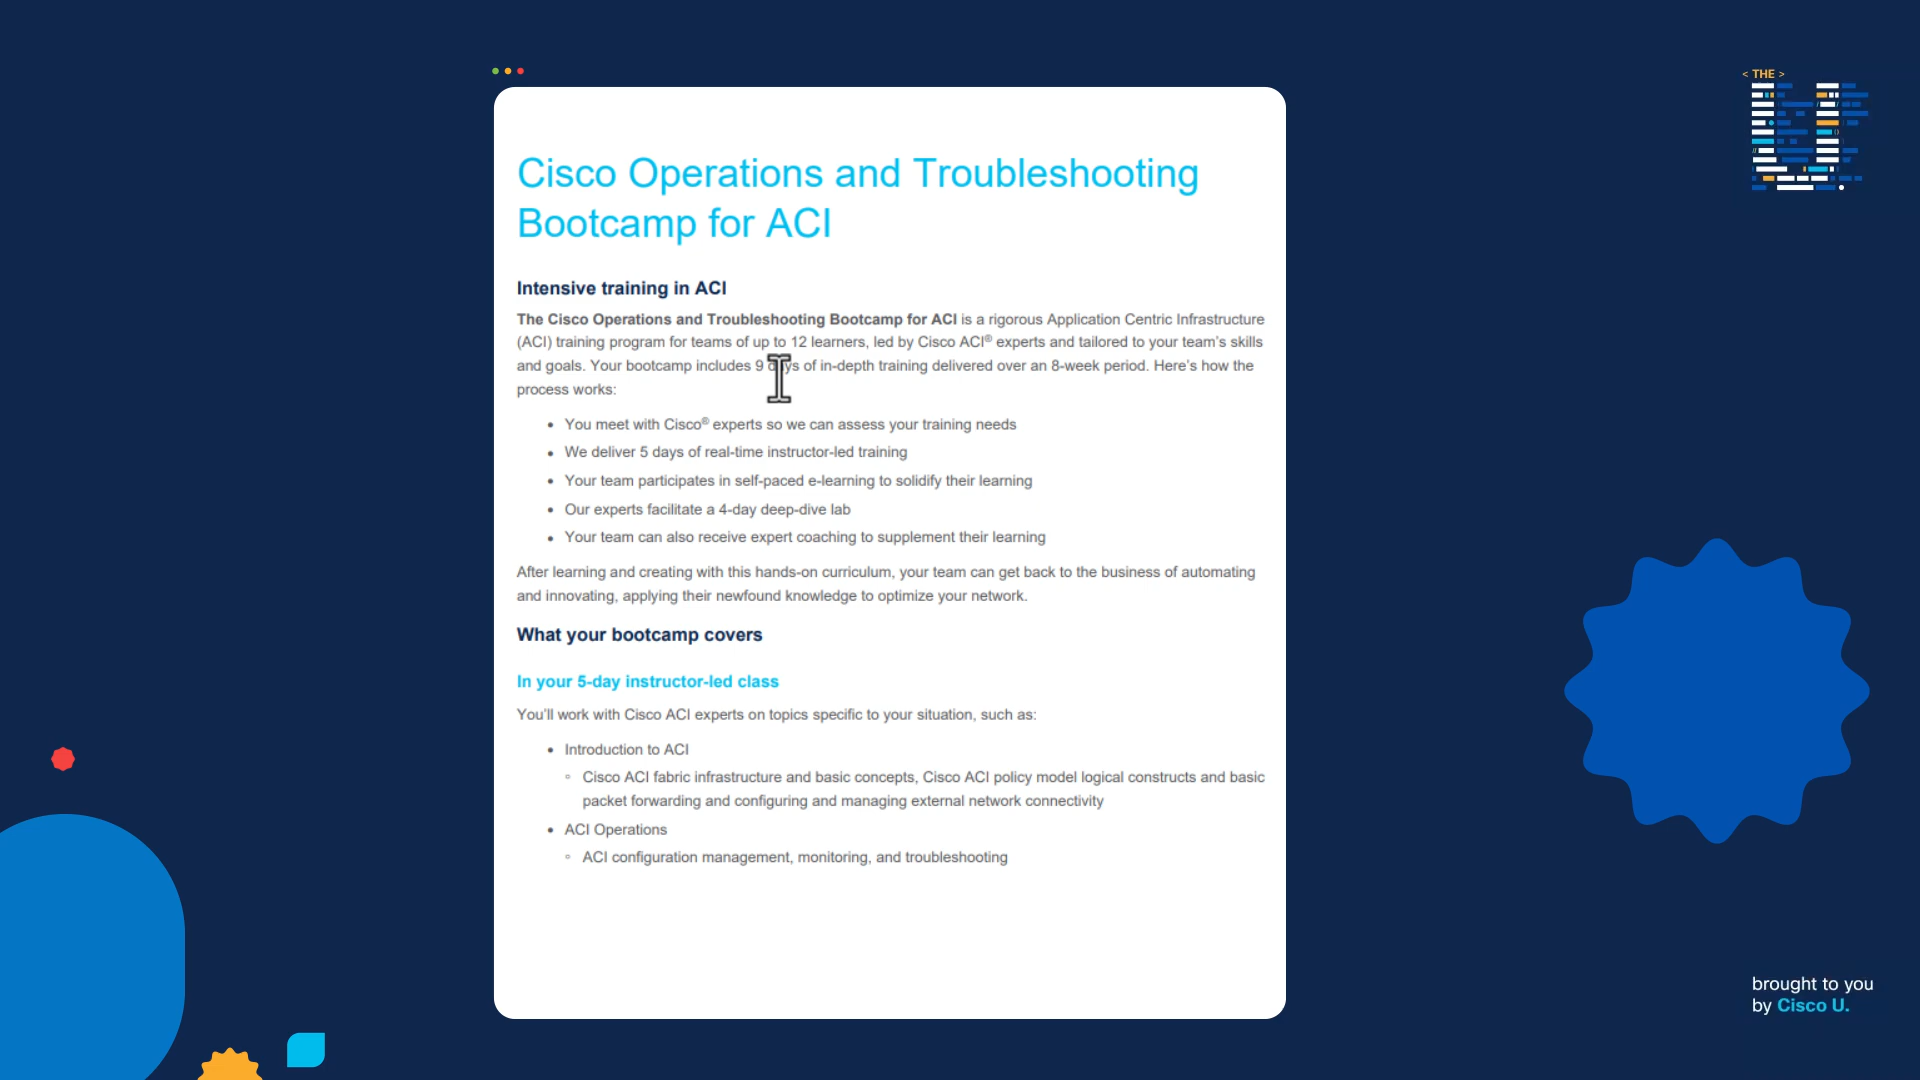 < THE >
Cisco Operations and Troubleshooting
Bootcamp for ACI
Intensive training in ACI
The Cisco Operations and Troubleshooting Bootcamp for ACI is a rigorous Application Centric Infrastructure
(ACI) training program for teams of up to 12 learners, led by Cisco ACI® experts and tailored to your team's skills
and goals. Your bootcamp includes 9 days of in-depth training delivered over an 8-week period. Here's how the
process works:
• You meet with Cisco® experts so we can assess your training needs
• We deliver 5 days of real-time instructor-led training
• Your team participates in self-paced e-learning to solidify their learning
• Our experts facilitate a 4-day deep-dive lab
• Your team can also receive expert coaching to supplement their learning
After learning and creating with this hands-on curriculum, your team can get back to the business of automating
and innovating, applying their newfound knowledge to optimize your network.
What your bootcamp covers
In your 5-day instructor-led class
You'll work with Cisco ACI experts on topics specific to your situation, such as:
• Introduction to ACI
◦ Cisco ACI fabric infrastructure and basic concepts, Cisco ACI policy model logical constructs and basic
packet forwarding and configuring and managing external network connectivity
• ACI Operations
◦ ACI configuration management, monitoring, and troubleshooting
brought to you
by Cisco U.